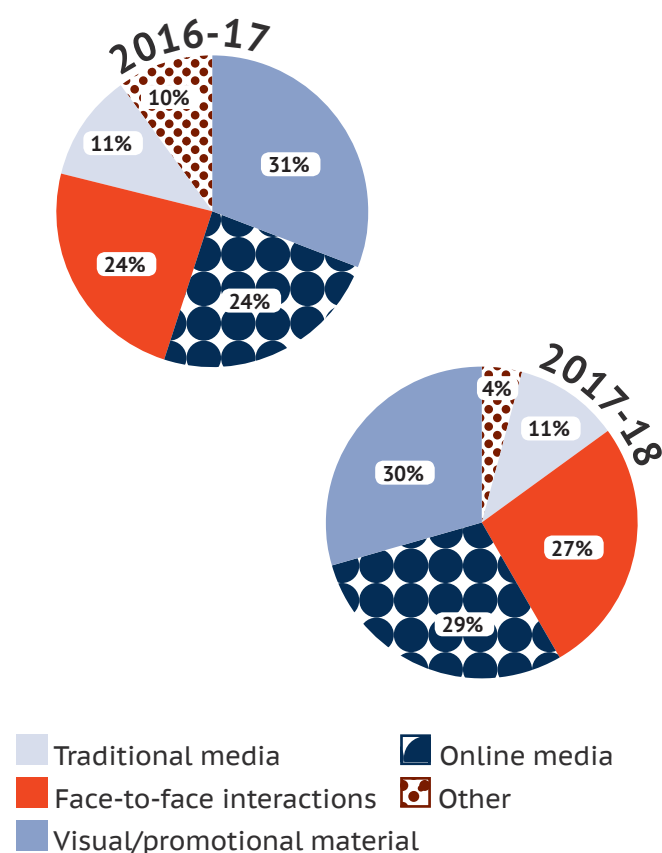 2016-17
10%
31%
11%
24%
24%
2017-18
4%
11%
30%
27%
29%
Traditional media
Online media
Face-to-face interactions
Other
Visual/promotional material